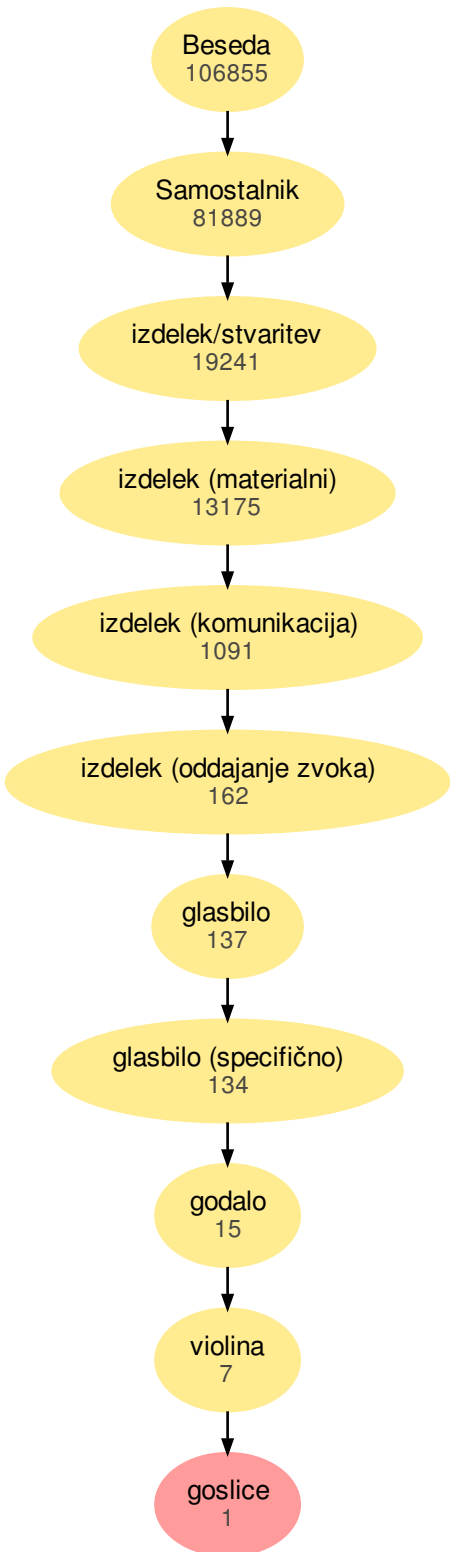 Beseda
106855
Samostalnik
81889
izdelek/stvaritev
19241
izdelek (materialni)
13175
izdelek (komunikacija)
1091
izdelek (oddajanje zvoka)
162
glasbilo
137
glasbilo (specifično)
134
godalo
15
violina
7
goslice
1